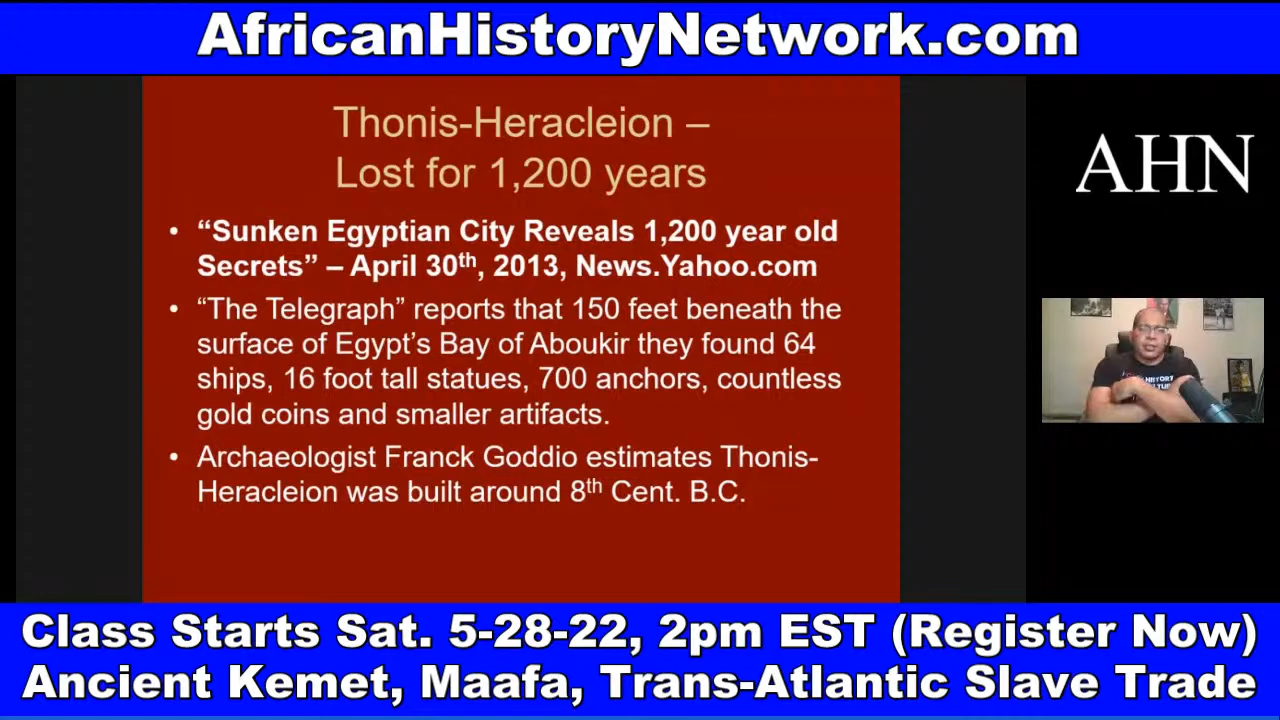 AfricanHistoryNetwork.com
Thonis-Heracleion –
Lost for 1,200 years
AHN
• “Sunken Egyptian City Reveals 1,200 year old
Secrets” – April 30th, 2013, News.Yahoo.com
• “The Telegraph” reports that 150 feet beneath the
surface of Egypt’s Bay of Aboukir they found 64
ships, 16 foot tall statues, 700 anchors, countless
gold coins and smaller artifacts.
• Archaeologist Franck Goddio estimates Thonis-
Heracleion was built around 8th Cent. B.C.
Class Starts Sat. 5-28-22, 2pm EST (Register Now)
Ancient Kemet, Maafa, Trans-Atlantic Slave Trade